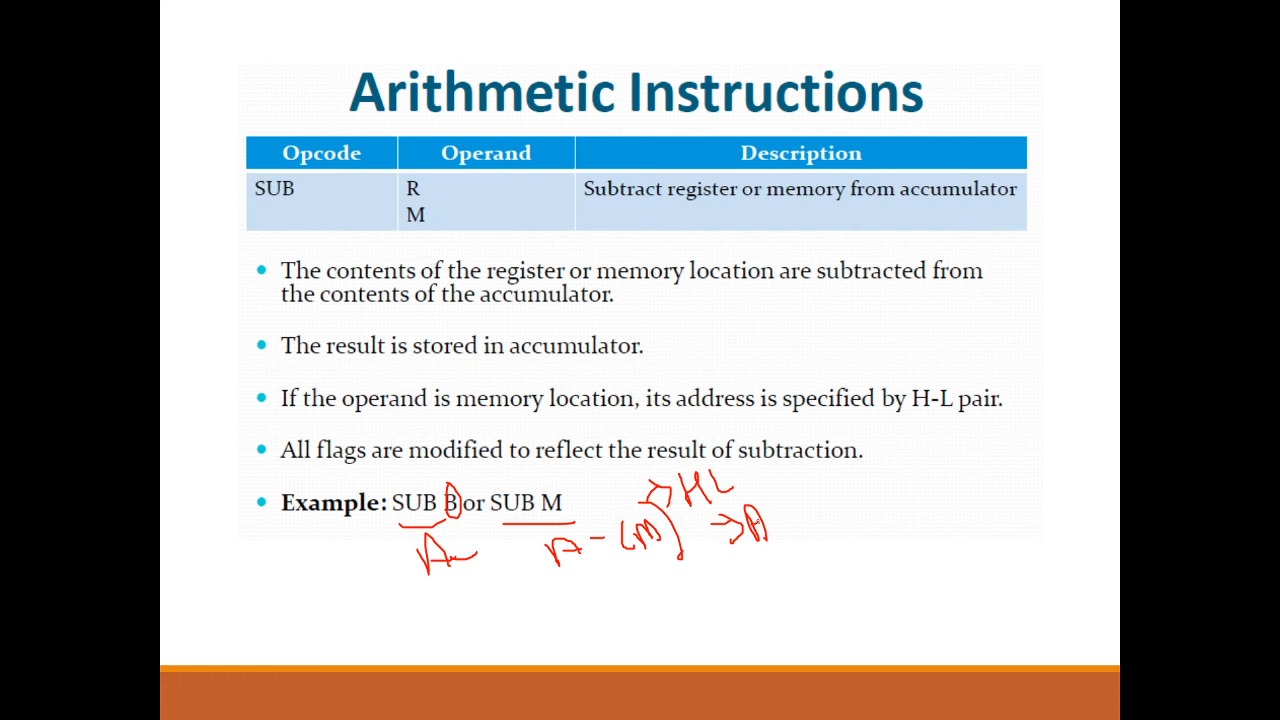 Arithmetic Instructions
Opcode Operand Description
SUB R Subtract register or memory from accumulator
M
• The contents of the register or memory location are subtracted from
the contents of the accumulator.
• The result is stored in accumulator.
• If the operand is memory location, its address is specified by H-L pair.
• All flags are modified to reflect the result of subtraction.
• Example: SUB B or SUB M
→ HL
A - (M) → A